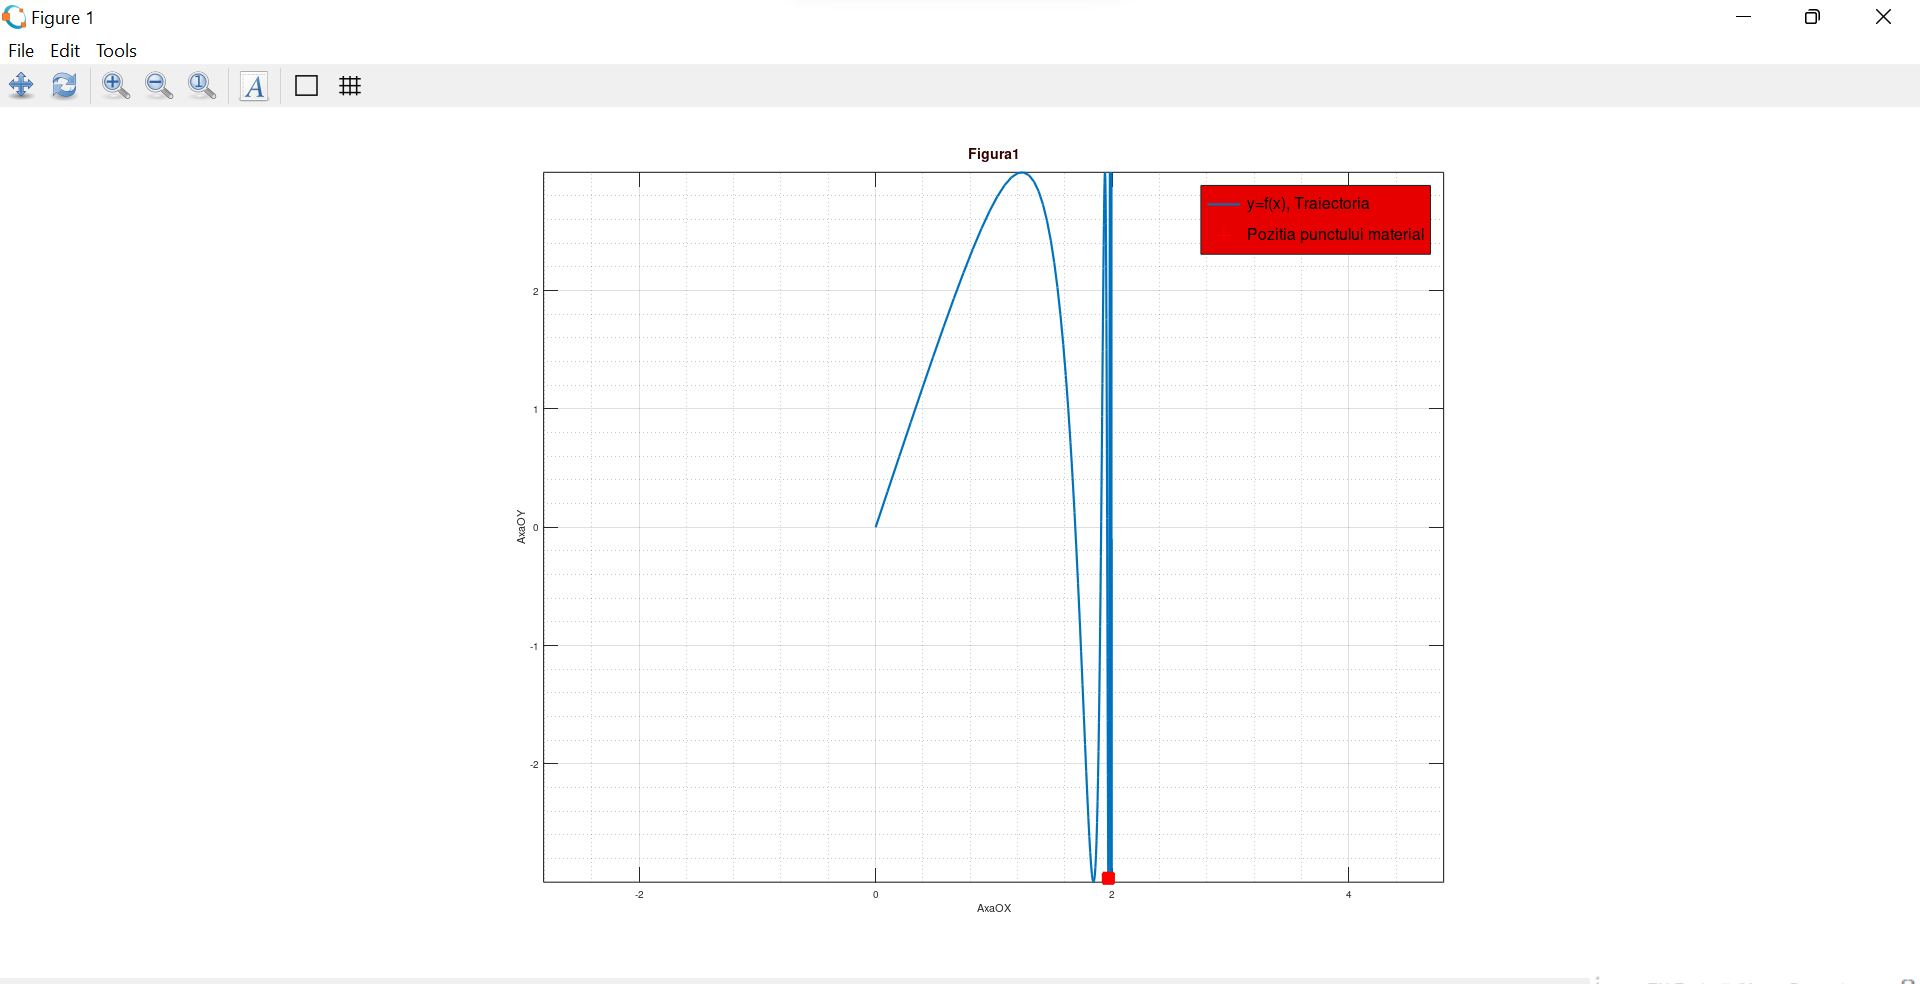 Figure 1
File Edit Tools
Figura1
y=f(x), Traiectoria
Pozitia punctului material
2
1
0
-1
-2
AxaOY
-2 0 2 4
AxaOX